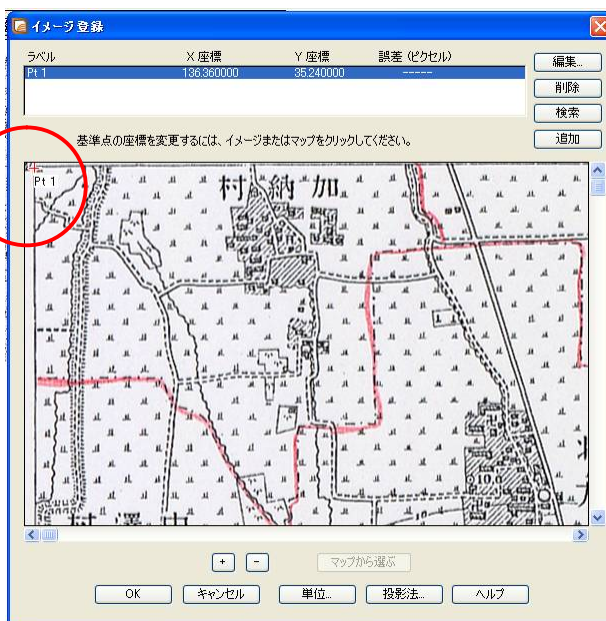 イメージ登録
ラベル X 座標 Y 座標 誤差 (ピクセル)
Pt 1 136.360000 35.240000 -----
編集...
削除
検索
追加
基準点の座標を変更するには、イメージまたはマップをクリックしてください。
Pt 1
加納村
10.0
+ -
マップから選ぶ
OK キャンセル 単位... 投影法... ヘルプ